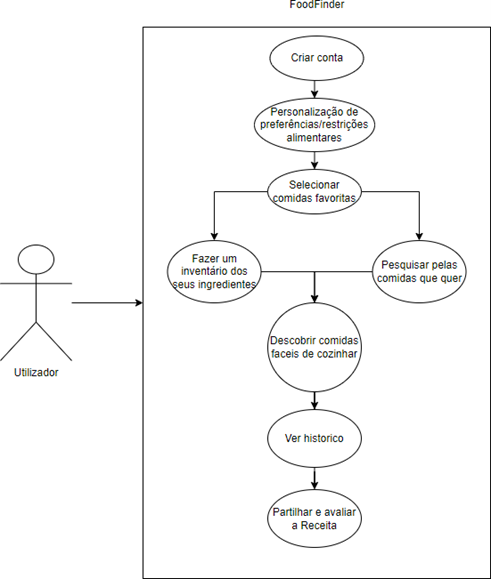 FoodFinder
Criar conta
Personalização de
preferências/restrições
alimentares
Selecionar
comidas favoritas
Fazer um
inventário dos
seus ingredientes
Pesquisar pelas
comidas que quer
Descobrir comidas
faceis de cozinhar
Utilizador
Ver historico
Partilhar e avaliar
a Receita